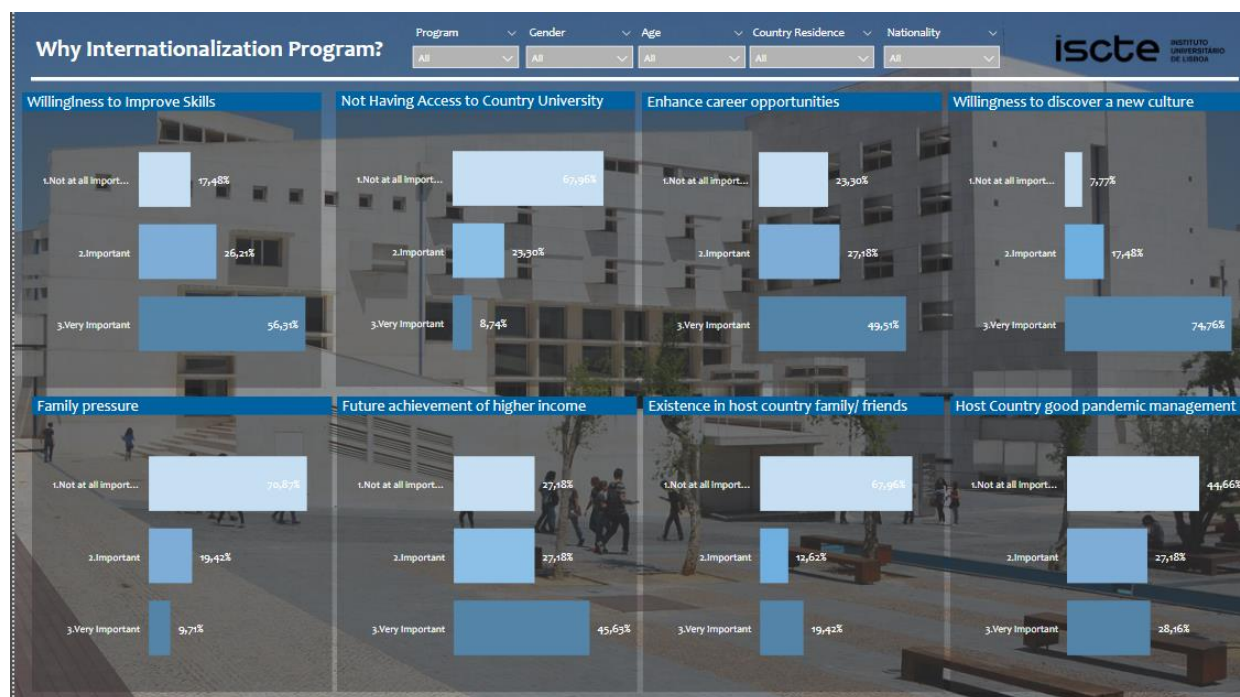 Why Internationalization Program?
Program
All
Gender
All
Age
All
Country Residence
All
Nationality
All
iscte
INSTITUTO
UNIVERSITÁRIO
DE LISBOA
Willinglness to Improve Skills
1.Not at all import...
17,48%
2.Important
26,21%
3.Very Important
56,31%
Not Having Access to Country University
1.Not at all import...
67,96%
2.Important
23,30%
3.Very Important
8,74%
Enhance career opportunities
1.Not at all import...
23,30%
2.Important
27,18%
3.Very Important
49,51%
Willingness to discover a new culture
1.Not at all import...
7,77%
2.Important
17,48%
3.Very Important
74,76%
Family pressure
1.Not at all import...
70,87%
2.Important
19,42%
3.Very Important
9,71%
Future achievement of higher income
1.Not at all import...
27,18%
2.Important
27,18%
3.Very Important
45,63%
Existence in host country family/ friends
1.Not at all import...
67,96%
2.Important
12,62%
3.Very Important
19,42%
Host Country good pandemic management
1.Not at all import...
44,66%
2.Important
27,18%
3.Very Important
28,16%